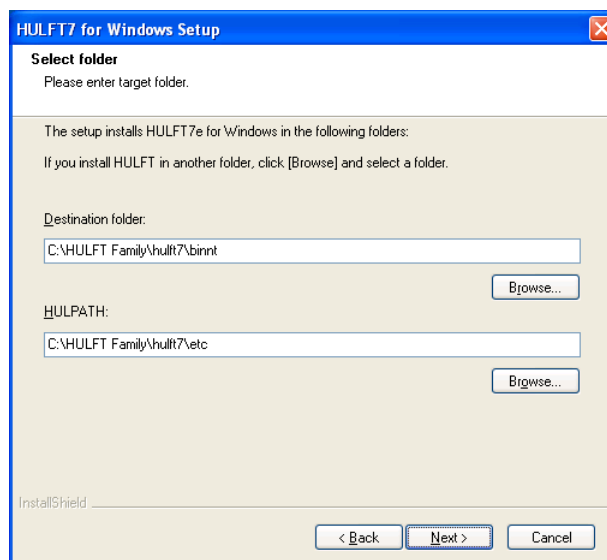 HULFT7 for Windows Setup
Select folder
Please enter target folder.
The setup installs HULFT7e for Windows in the following folders:
If you install HULFT in another folder, click [Browse] and select a folder.
Destination folder:
C:\HULFT Family\hulft7\binnt
Browse...
HULPATH:
C:\HULFT Family\hulft7\etc
Browse...
InstallShield
< Back Next > Cancel